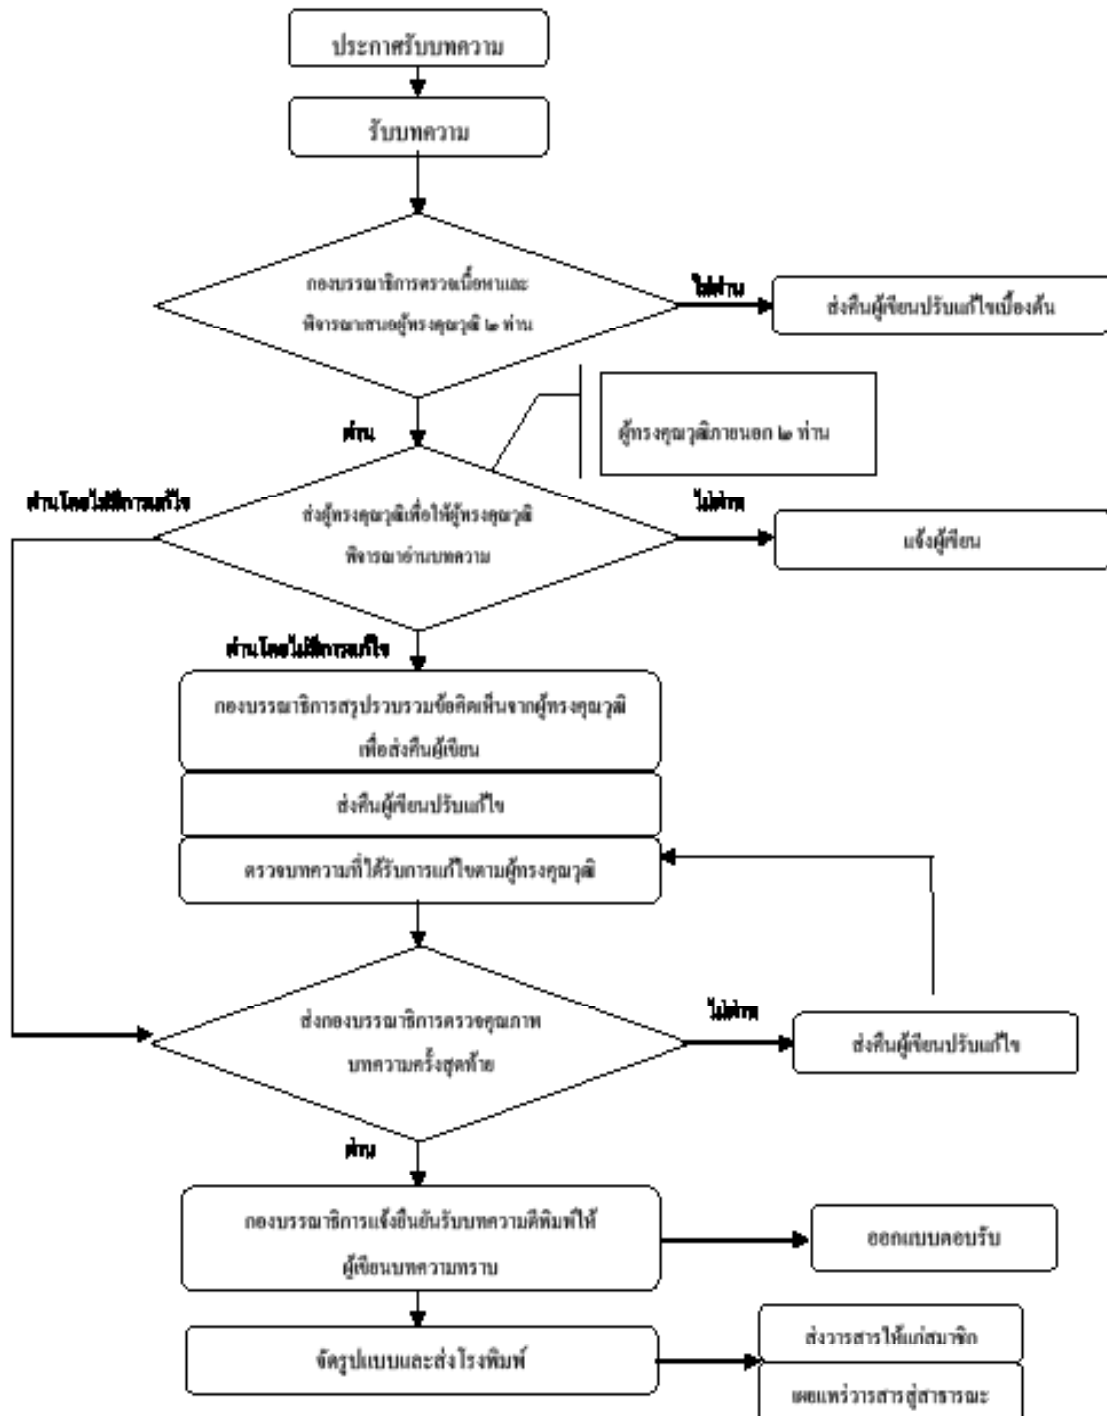 ประกาศรับบทความ
รับบทความ
กองบรรณาธิการตรวจเนื้อหาและ
พิจารณาเสนอผู้ทรงคุณวุฒิ ๒ ท่าน
ไม่ผ่าน
ส่งคืนผู้เขียนปรับแก้ไขเบื้องต้น
ผ่าน
ผู้ทรงคุณวุฒิภายนอก ๒ ท่าน
ผ่านโดยไม่มีการแก้ไข
ส่งผู้ทรงคุณวุฒิเพื่อให้ผู้ทรงคุณวุฒิ
พิจารณาอ่านบทความ
ไม่ผ่าน
แจ้งผู้เขียน
ผ่านโดยไม่มีการแก้ไข
กองบรรณาธิการสรุปรวบรวมข้อคิดเห็นจากผู้ทรงคุณวุฒิ
เพื่อส่งคืนผู้เขียน
ส่งคืนผู้เขียนปรับแก้ไข
ตรวจบทความที่ได้รับการแก้ไขตามผู้ทรงคุณวุฒิ
ส่งกองบรรณาธิการตรวจคุณภาพ
บทความครั้งสุดท้าย
ไม่ผ่าน
ส่งคืนผู้เขียนปรับแก้ไข
ผ่าน
กองบรรณาธิการแจ้งยืนยันรับบทความตีพิมพ์ให้
ผู้เขียนบทความทราบ
ออกแบบตอบรับ
จัดรูปแบบและส่งโรงพิมพ์
ส่งวารสารให้แก่สมาชิก
เผยแพร่วารสารสู่สาธารณะ